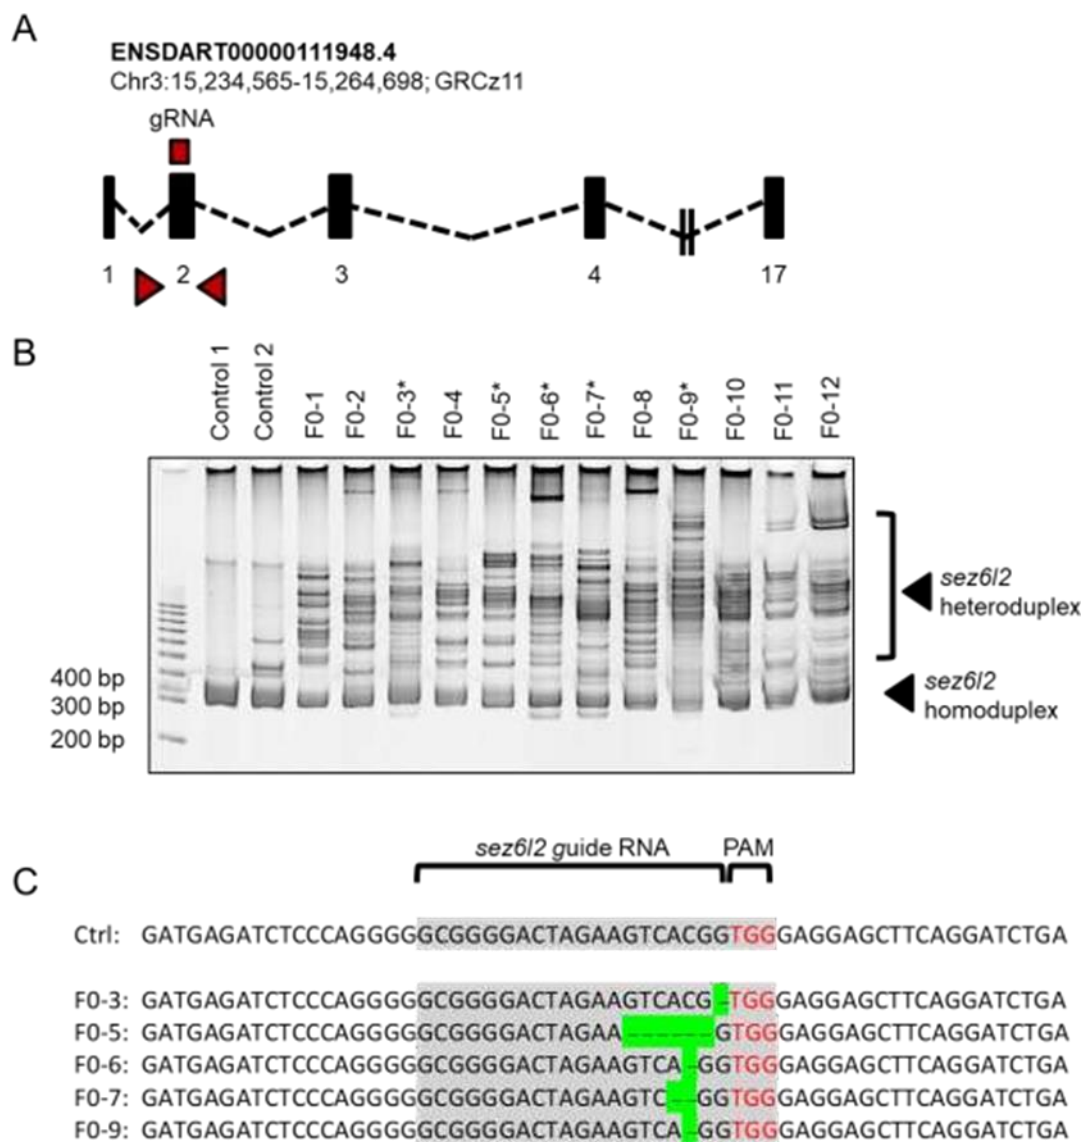 A
ENSDART00000111948.4
Chr3:15,234,565-15,264,698; GRCz11
gRNA
1 2 3 4 17
B
Control 1 Control 2 F0-1 F0-2 F0-3* F0-4 F0-5* F0-6* F0-7* F0-8 F0-9* F0-10 F0-11 F0-12
sez6l2
heteroduplex
400 bp
300 bp
200 bp
sez6l2
homoduplex
sez6l2 guide RNA PAM
C
Ctrl: GATGAGATCTCCCAGGGGGCGGGGACTAGAAGTCACGGTGGGAGGAGCTTCAGGATCTGA
F0-3: GATGAGATCTCCCAGGGGGCGGGGACTAGAAGTCACG-TGGGAGGAGCTTCAGGATCTGA
F0-5: GATGAGATCTCCCAGGGGGCGGGGACTAGAA------GTGGGAGGAGCTTCAGGATCTGA
F0-6: GATGAGATCTCCCAGGGGGCGGGGACTAGAAGTCA-GGTGGGAGGAGCTTCAGGATCTGA
F0-7: GATGAGATCTCCCAGGGGGCGGGGACTAGAAGTC--GGTGGGAGGAGCTTCAGGATCTGA
F0-9: GATGAGATCTCCCAGGGGGCGGGGACTAGAAGTCA-GGTGGGAGGAGCTTCAGGATCTGA